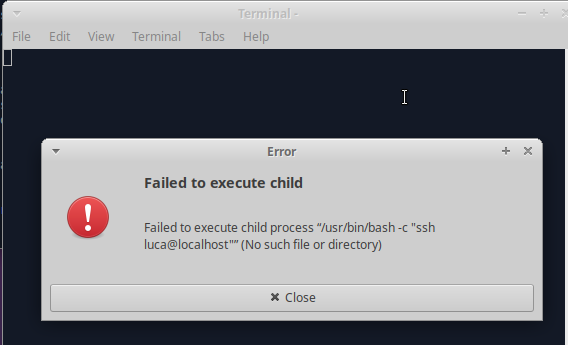 Terminal -
File Edit View Terminal Tabs Help
Error
Failed to execute child
Failed to execute child process “/usr/bin/bash -c "ssh
luca@localhost"” (No such file or directory)
Close